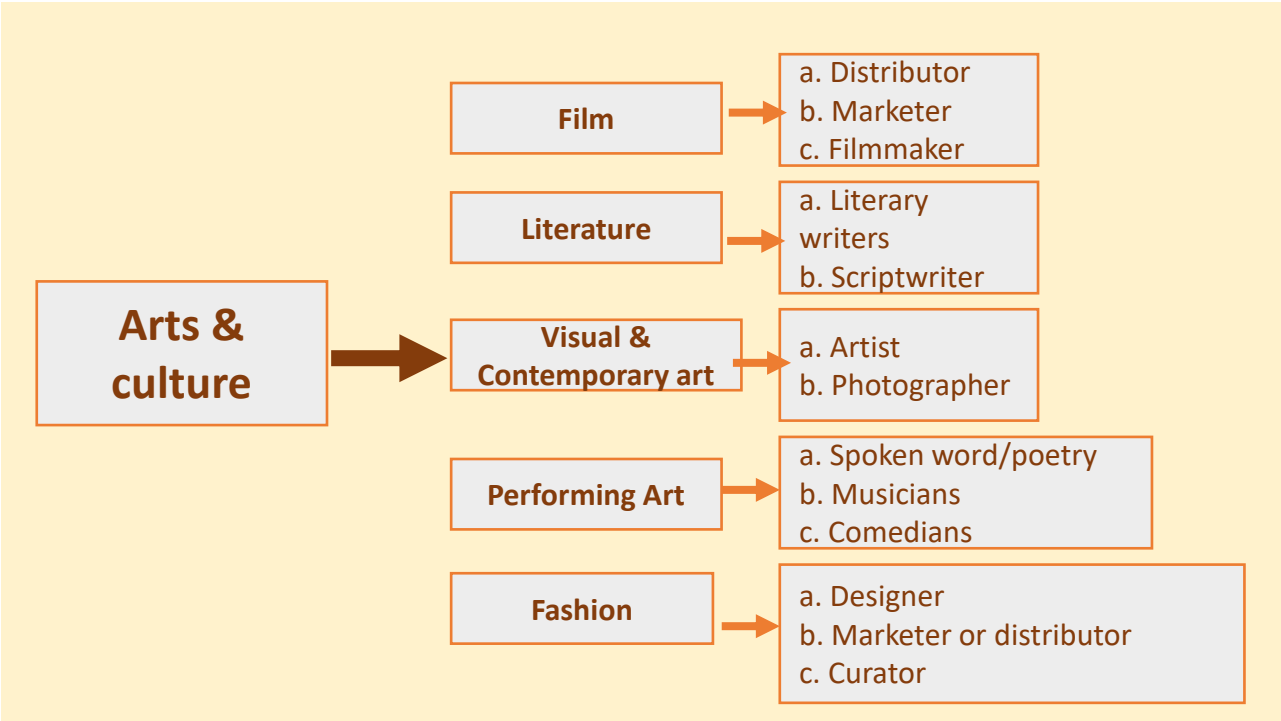 Film
a. Distributor
b. Marketer
c. Filmmaker
Literature
a. Literary
writers
b. Scriptwriter
Arts &
culture
Visual &
Contemporary art
a. Artist
b. Photographer
Performing Art
a. Spoken word/poetry
b. Musicians
c. Comedians
Fashion
a. Designer
b. Marketer or distributor
c. Curator